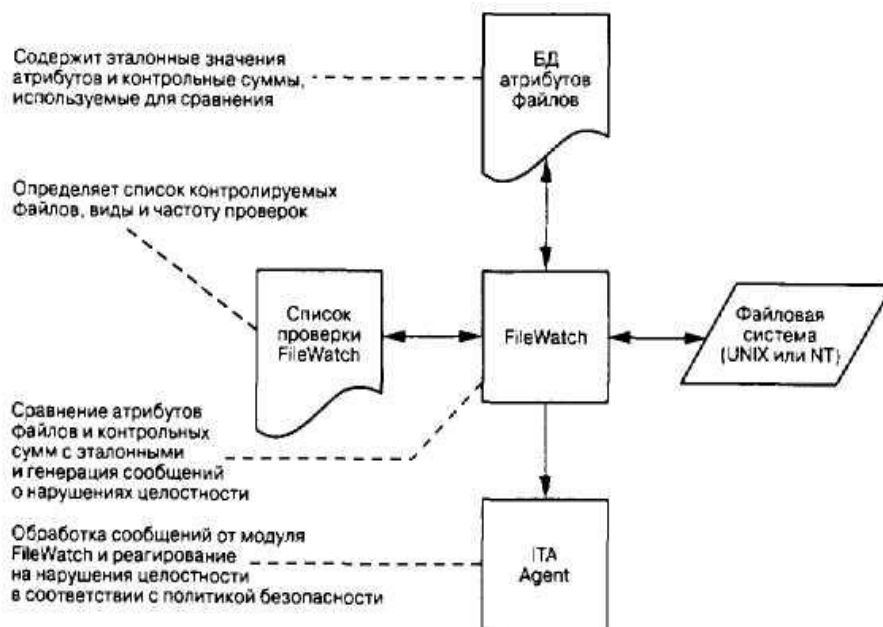 Содержит эталонные значения
атрибутов и контрольные суммы,
используемые для сравнения
БД
атрибутов
файлов
Определяет список контролируемых
файлов, виды и частоту проверок
Список
проверки
FileWatch
FileWatch
Файловая
система
(UNIX или NT)
Сравнение атрибутов
файлов и контрольных
сумм с эталонными
и генерация сообщений
о нарушениях целостности
Обработка сообщений от модуля
FileWatch и реагирование
на нарушения целостности
в соответствии с политикой безопасности
ITA
Agent